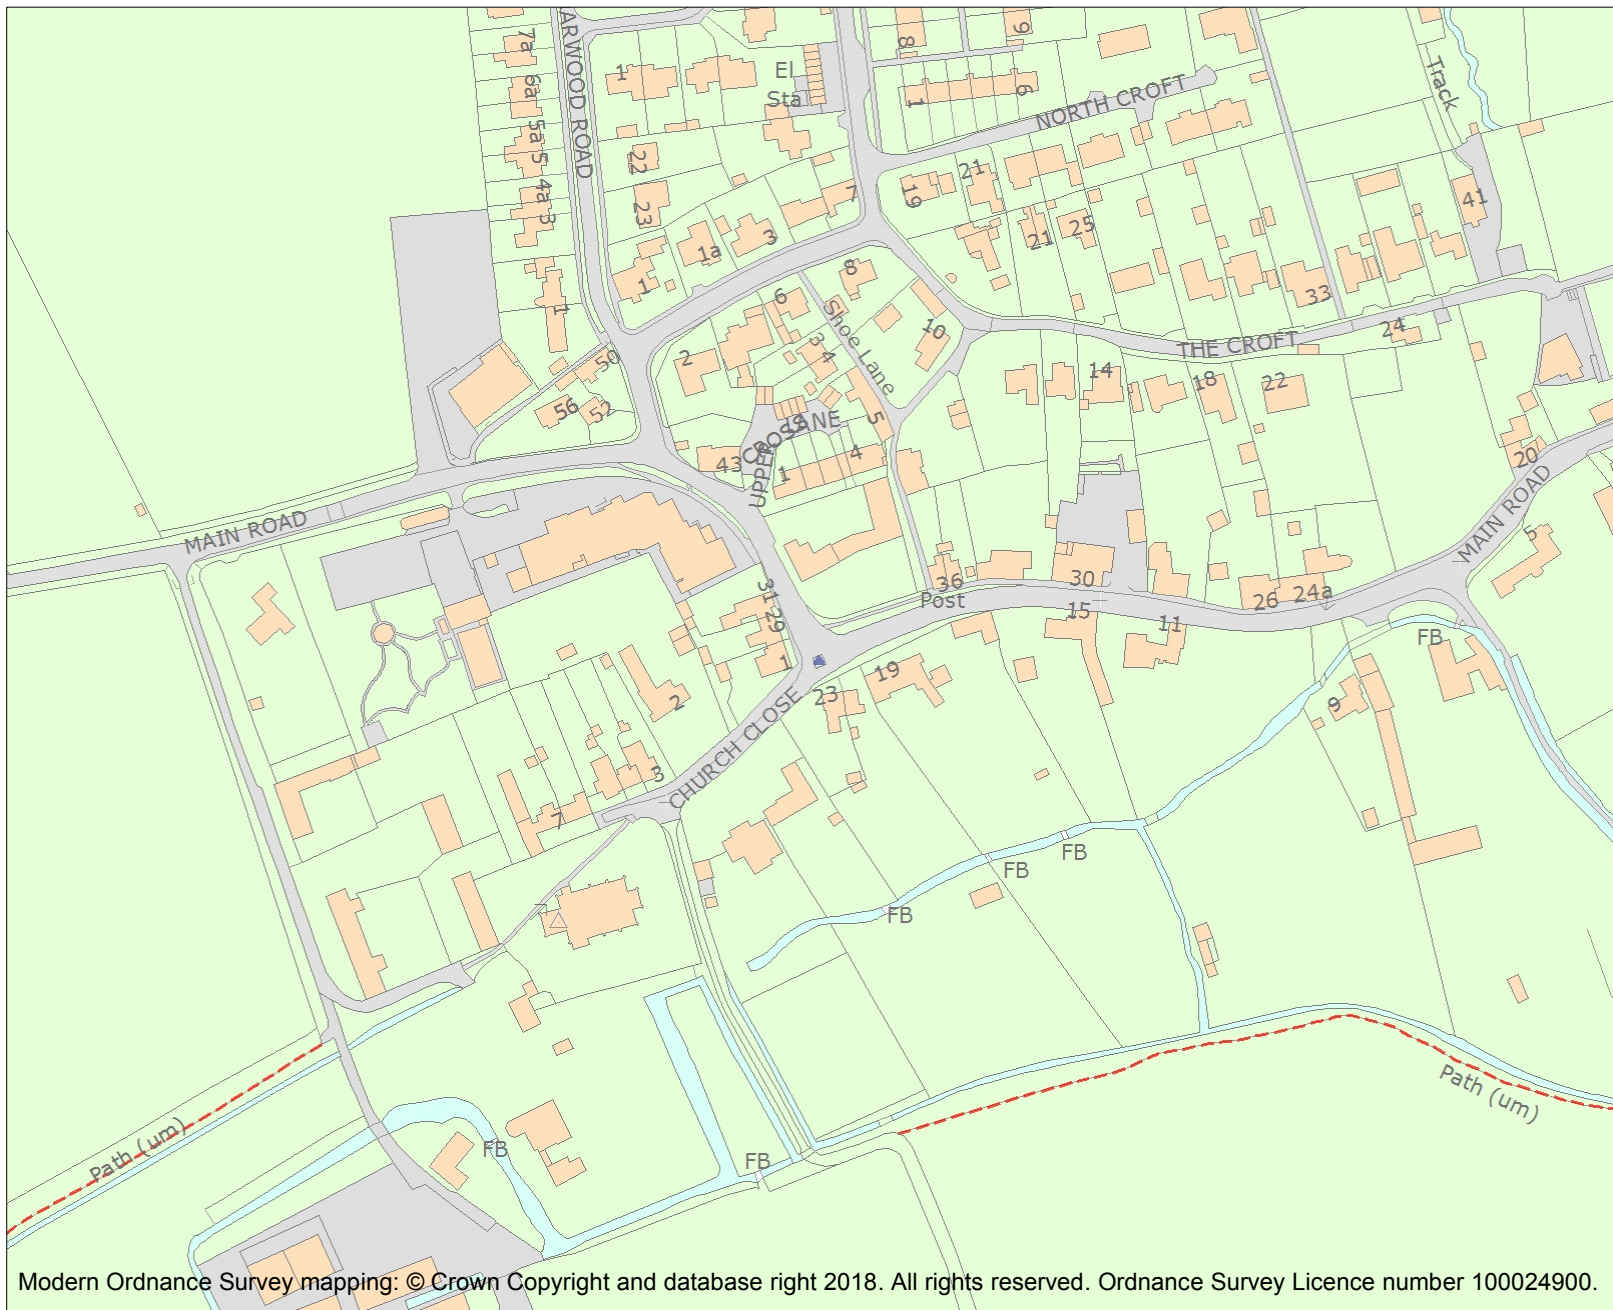 7a
6a
5a
5
4a
3
ARWOOD ROAD
1
El
Sta
8
9
1
6
NORTH CROFT
Track
22
23
7
19
21
41
1a
3
1
21
25
8
6
1
33
Shoe Lane
10
2
3
4
50
THE CROFT
24
14
18
22
56
52
5
UPPER CROSS LANE
43
1
4
20
MAIN ROAD
MAIN ROAD
5
31
29
36
Post
30
26
24a
15
11
FB
1
19
23
2
9
CHURCH CLOSE
3
7
FB
FB
FB
Path (um)
Path (um)
FB
FB
Modern Ordnance Survey mapping: © Crown Copyright and database right 2018. All rights reserved. Ordnance Survey Licence number 100024900.